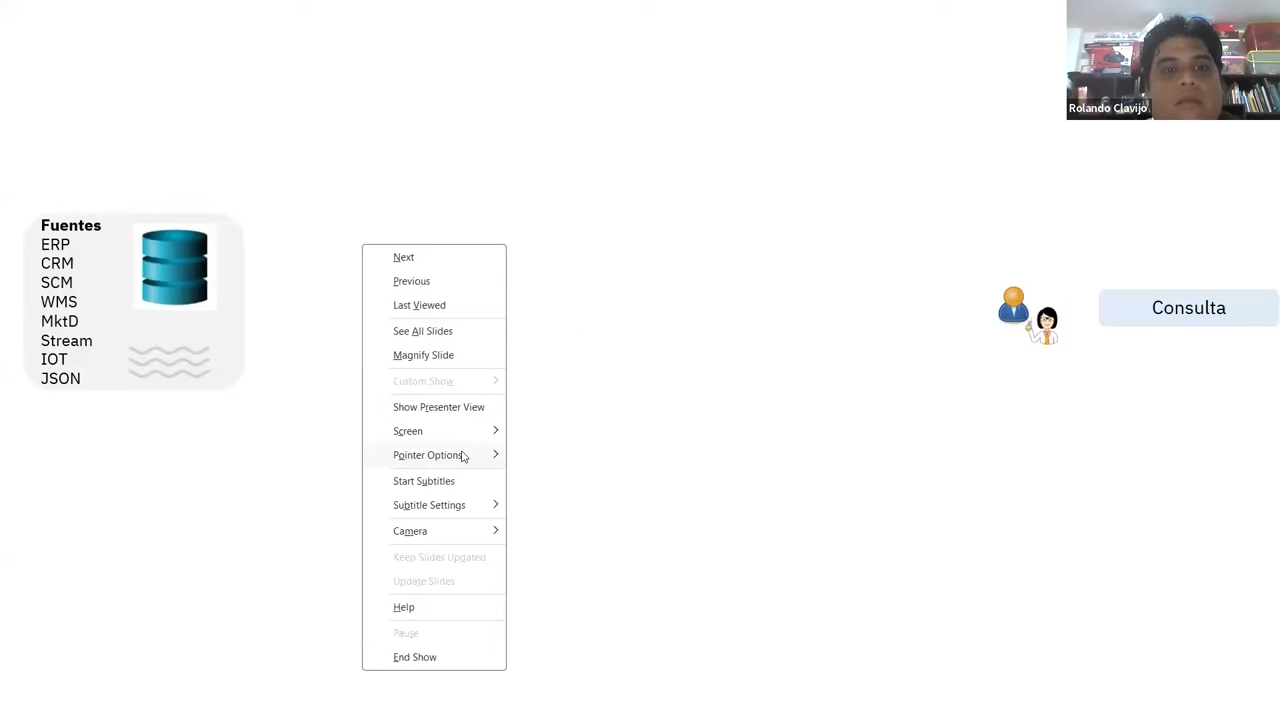 Rolando Clavijo
Fuentes
ERP
CRM
SCM
WMS
MktD
Stream
IOT
JSON
Next
Previous
Last Viewed
See All Slides
Magnify Slide
Custom Show
Show Presenter View
Screen
Pointer Options
Start Subtitles
Subtitle Settings
Camera
Keep Slides Updated
Update Slides
Help
Pause
End Show
Consulta